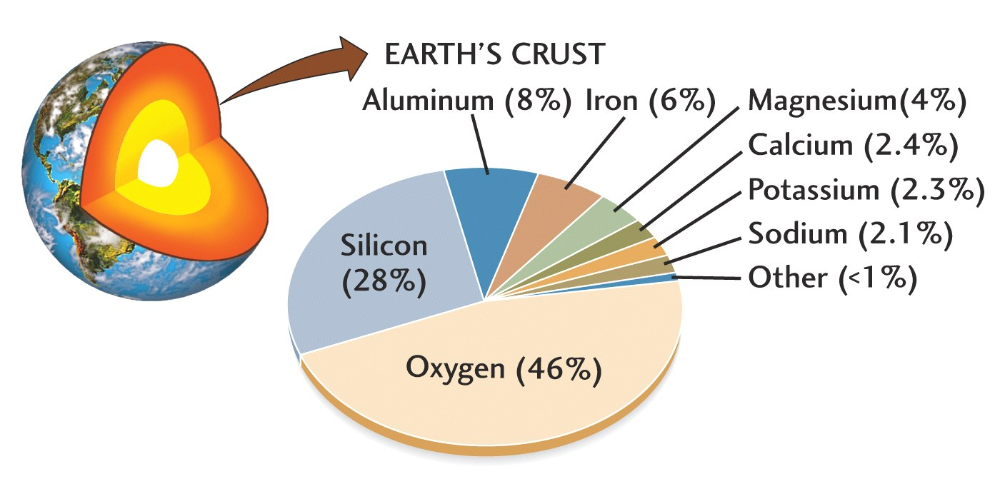 EARTH'S CRUST
Aluminum (8%) Iron (6%) Magnesium(4%)
Calcium (2.4%)
Potassium (2.3%)
Sodium (2.1%)
Other (<1%)
Silicon
(28%)
Oxygen (46%)